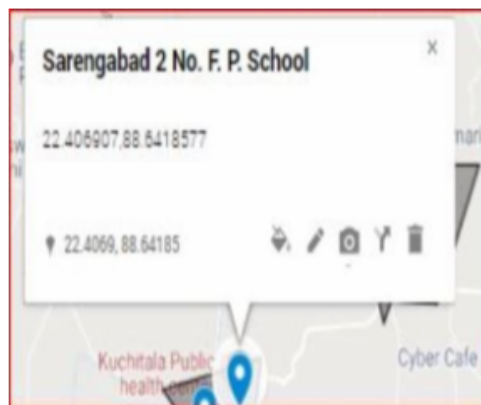 Sarengabad 2 No. F. P. School
22.406907,88.6418577
22.4069, 88.64185
Kuchitala Public
health
Cyber Cafe